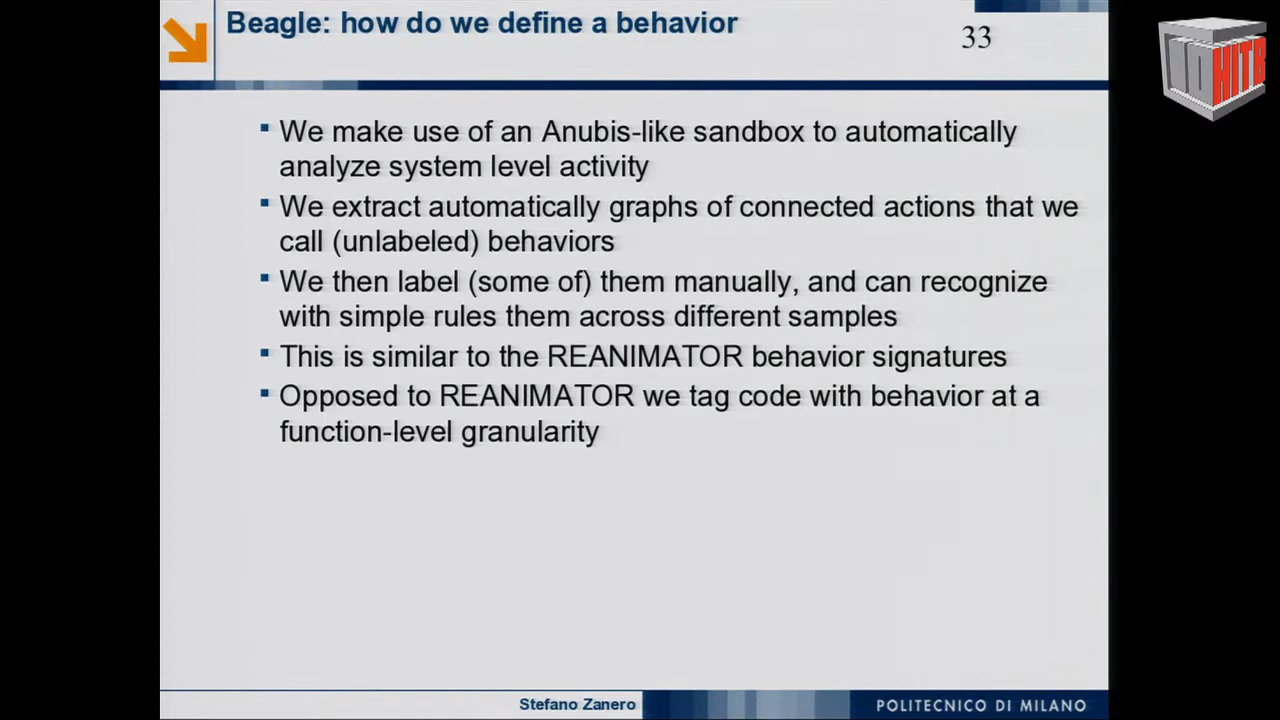 Beagle: how do we define a behavior
33
We make use of an Anubis-like sandbox to automatically
analyze system level activity
We extract automatically graphs of connected actions that we
call (unlabeled) behaviors
We then label (some of) them manually, and can recognize
with simple rules them across different samples
This is similar to the REANIMATOR behavior signatures
Opposed to REANIMATOR we tag code with behavior at a
function-level granularity
Stefano Zanero
POLITECNICO DI MILANO
HITB